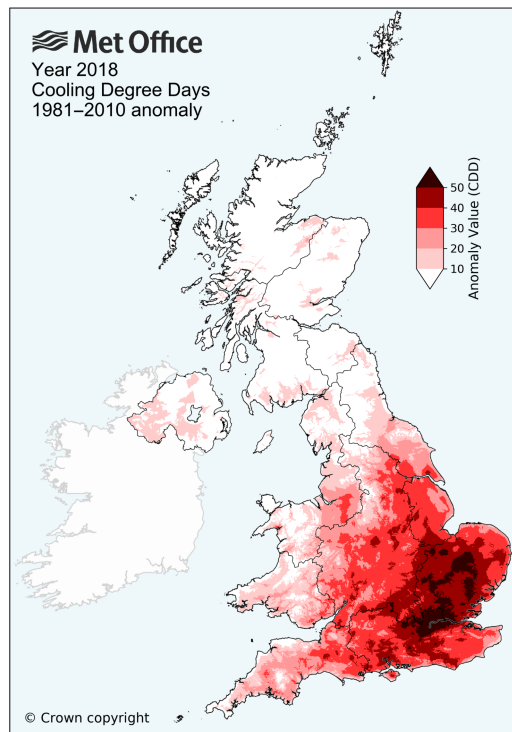 Met Office
Year 2018
Cooling Degree Days
1981–2010 anomaly
50
40
30
20
10
Anomaly Value (CDD)
© Crown copyright